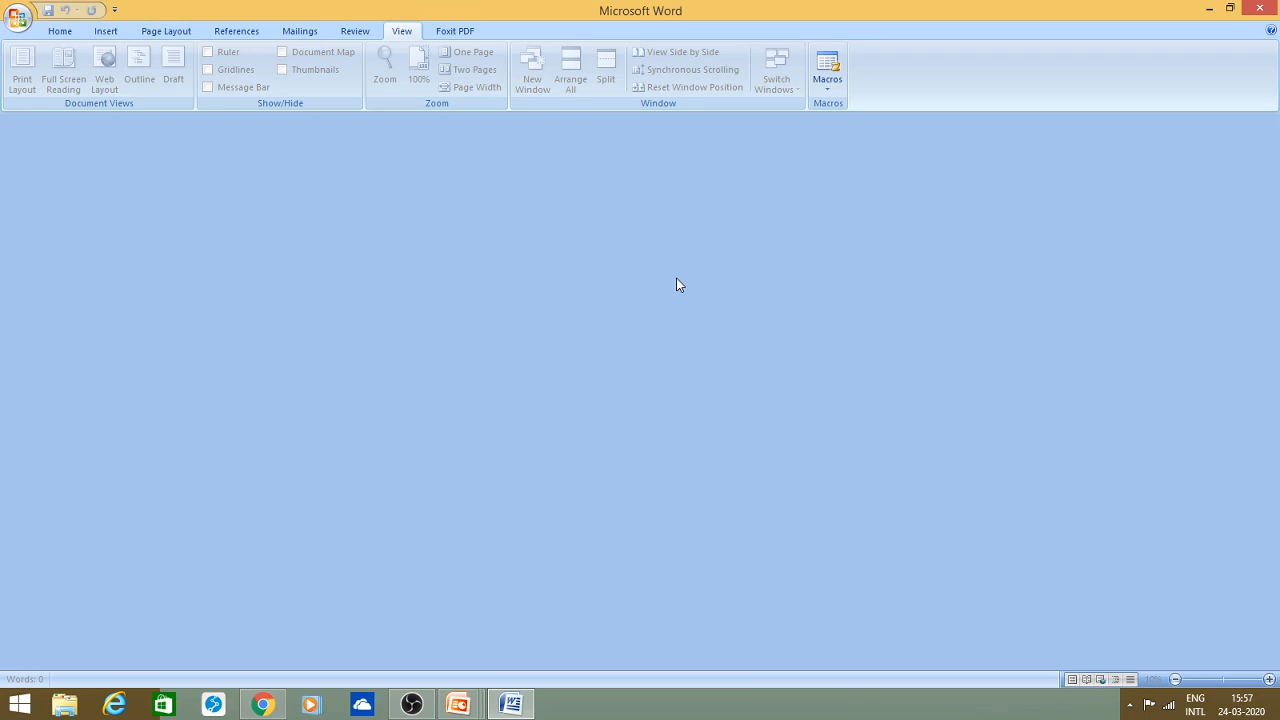 Microsoft Word
Home Insert Page Layout References Mailings Review View Foxit PDF
Print Layout
Full Screen Reading
Web Layout
Outline
Draft
Document Views
Ruler
Gridlines
Message Bar
Document Map
Thumbnails
Show/Hide
Zoom
100%
One Page
Two Pages
Page Width
Zoom
New Window
Arrange All
Split
View Side by Side
Synchronous Scrolling
Reset Window Position
Switch Windows
Window
Macros
Macros
Words: 0
10%
ENG
INTL
15:57
24-03-2020